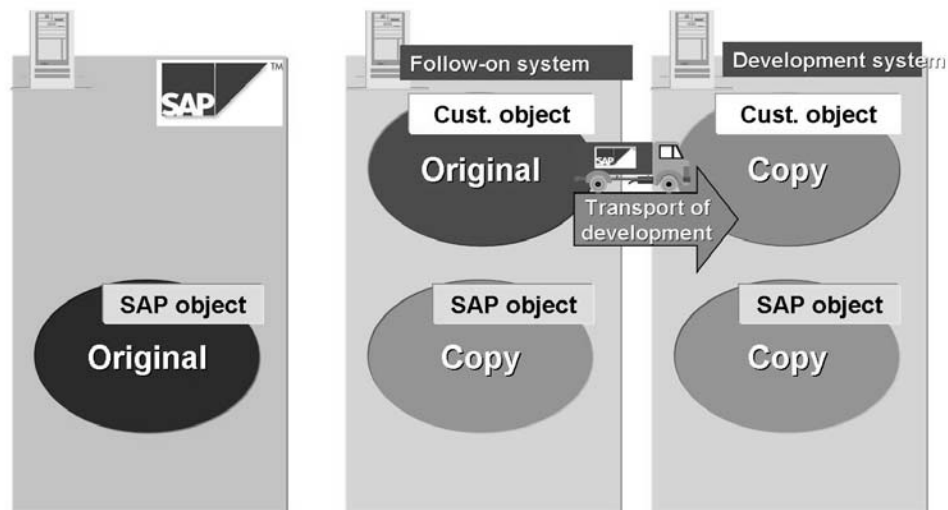 SAP
TM
SAP object
Original
Follow-on system
Cust. object
Original
SAP
Transport of
development
SAP object
Copy
Development system
Cust. object
Copy
SAP object
Copy